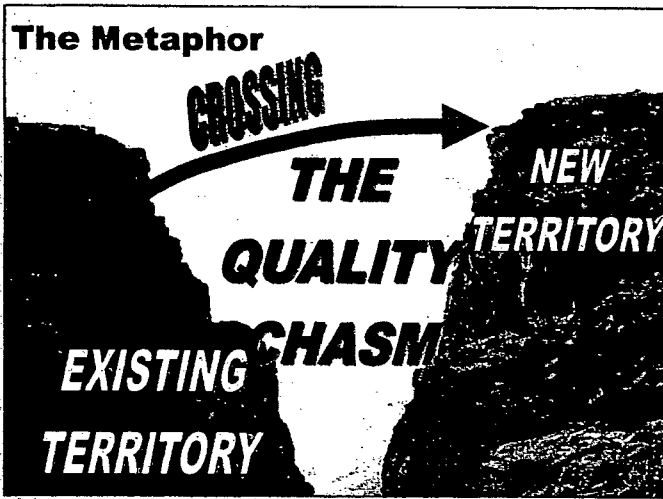 The Metaphor
CROSSING
THE
QUALITY
CHASM
NEW
TERRITORY
EXISTING
TERRITORY